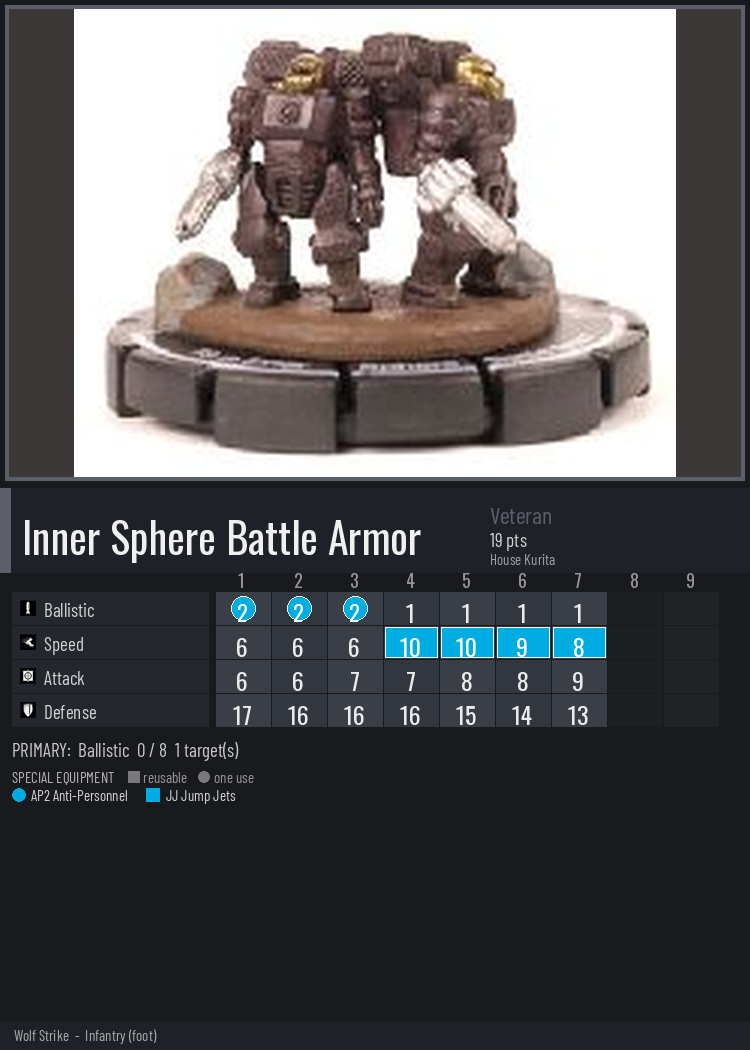 Inner Sphere Battle Armor
Veteran
19 pts
House Kurita
1 2 3 4 5 6 7 8 9
Ballistic 2 2 2 1 1 1 1
Speed 6 6 6 10 10 9 8
Attack 6 6 7 7 8 8 9
Defense 17 16 16 16 15 14 13
PRIMARY: Ballistic 0 / 8 1 target(s)
SPECIAL EQUIPMENT reusable one use
AP2 Anti-Personnel JJ Jump Jets
Wolf Strike - Infantry (foot)